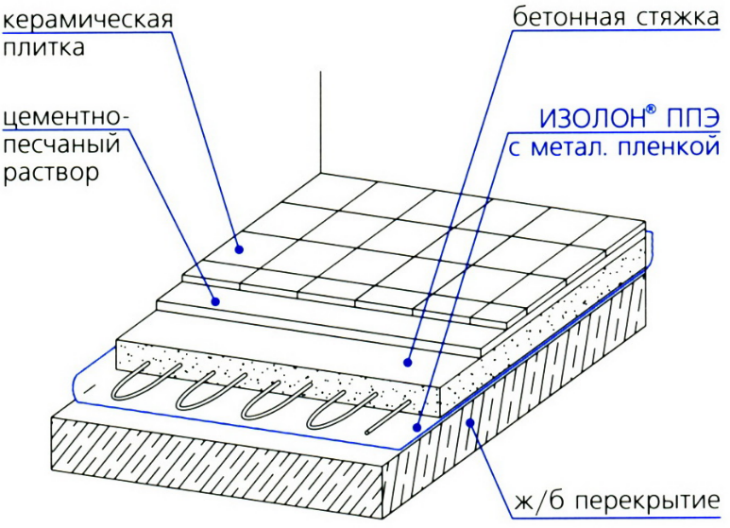 керамическая
плитка
бетонная стяжка
цементно-
песчаный
раствор
ИЗОЛОН® ППЭ
с метал. пленкой
ж/б перекрытие